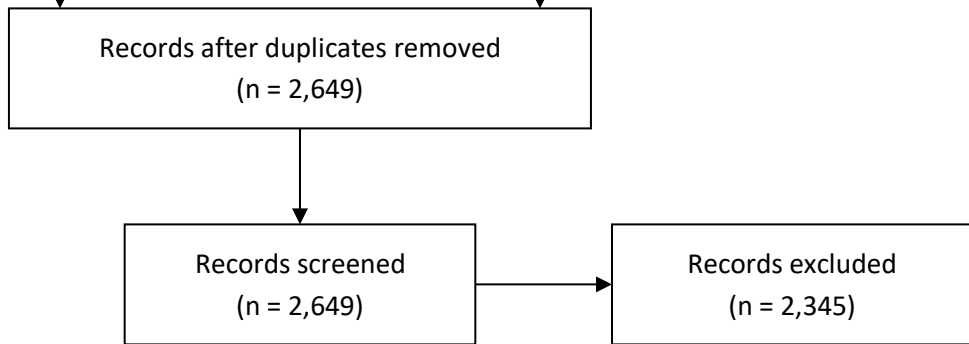 Records after duplicates removed
(n = 2,649)
Records screened
(n = 2,649)
Records excluded
(n = 2,345)